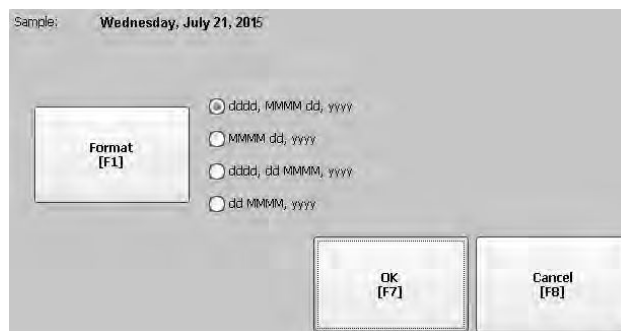 Sample: Wednesday, July 21, 2015
dddd, MMMM dd, yyyy
Format
[F1]
MMMM dd, yyyy
dddd, dd MMMM, yyyy
dd MMMM, yyyy
OK
[F7]
Cancel
[F8]